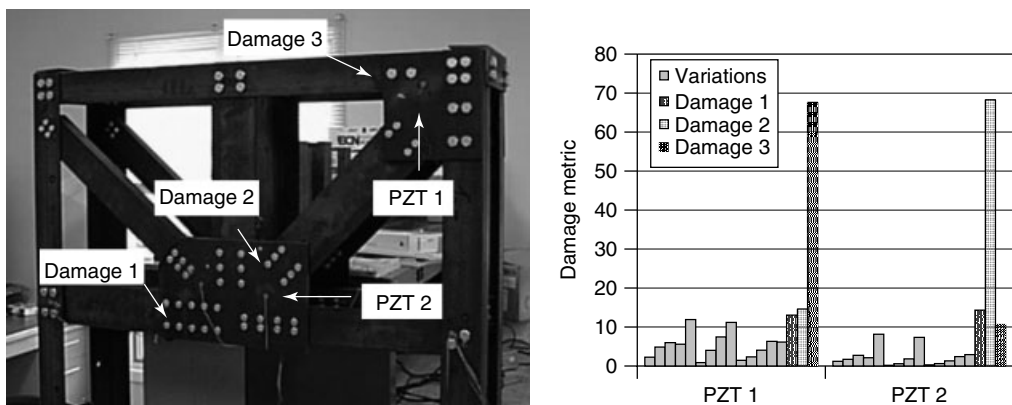 Damage 3
PZT 1
Damage 2
Damage 1
PZT 2
80
70
60
50
40
30
20
10
0
Damage metric
Variations
Damage 1
Damage 2
Damage 3
PZT 1
PZT 2